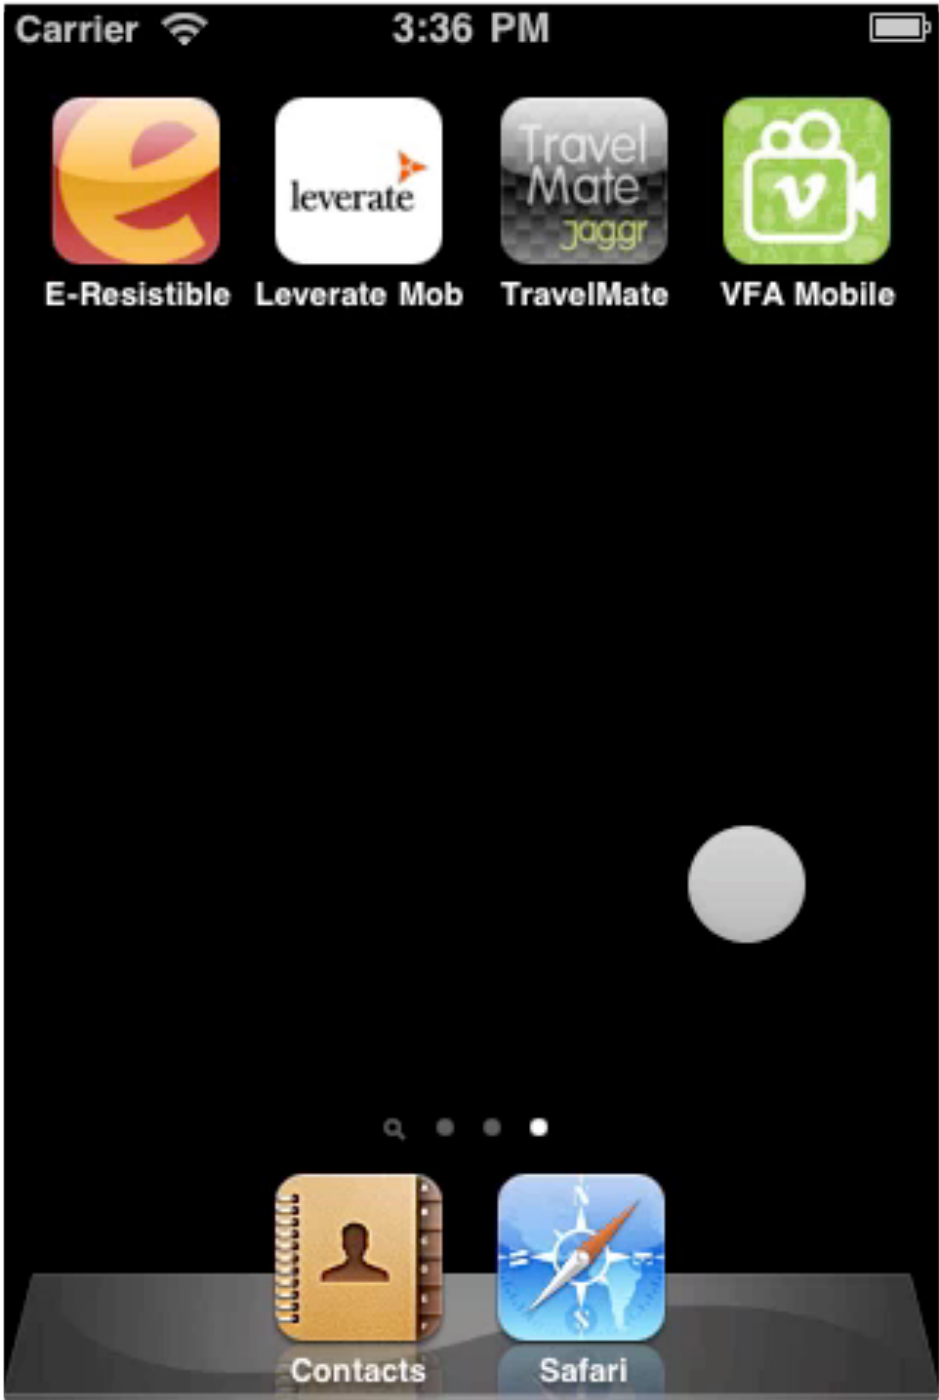 Carrier 3:36 PM
e
leverate
Travel
Mate
jaggr
v
E-Resistible Leverate Mob TravelMate VFA Mobile
N
S
Contacts Safari